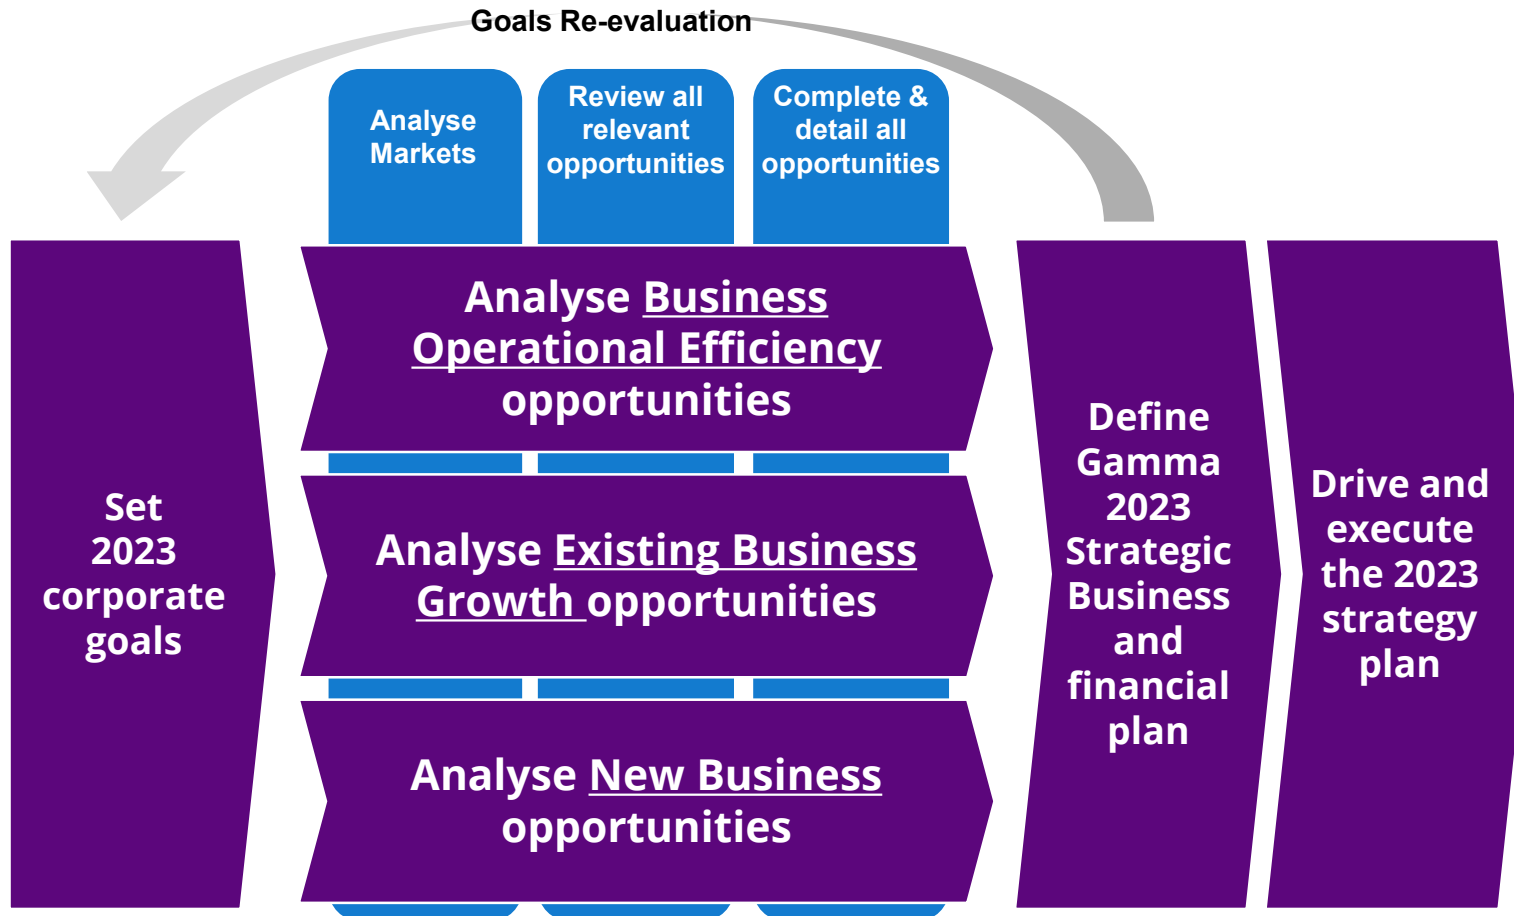 Goals Re-evaluation
Analyse
Markets
Review all
relevant
opportunities
Complete &
detail all
opportunities
Set
2023
corporate
goals
Analyse Business
Operational Efficiency
opportunities
Analyse Existing Business
Growth opportunities
Analyse New Business
opportunities
Define
Gamma
2023
Strategic
Business
and
financial
plan
Drive and
execute
the 2023
strategy
plan